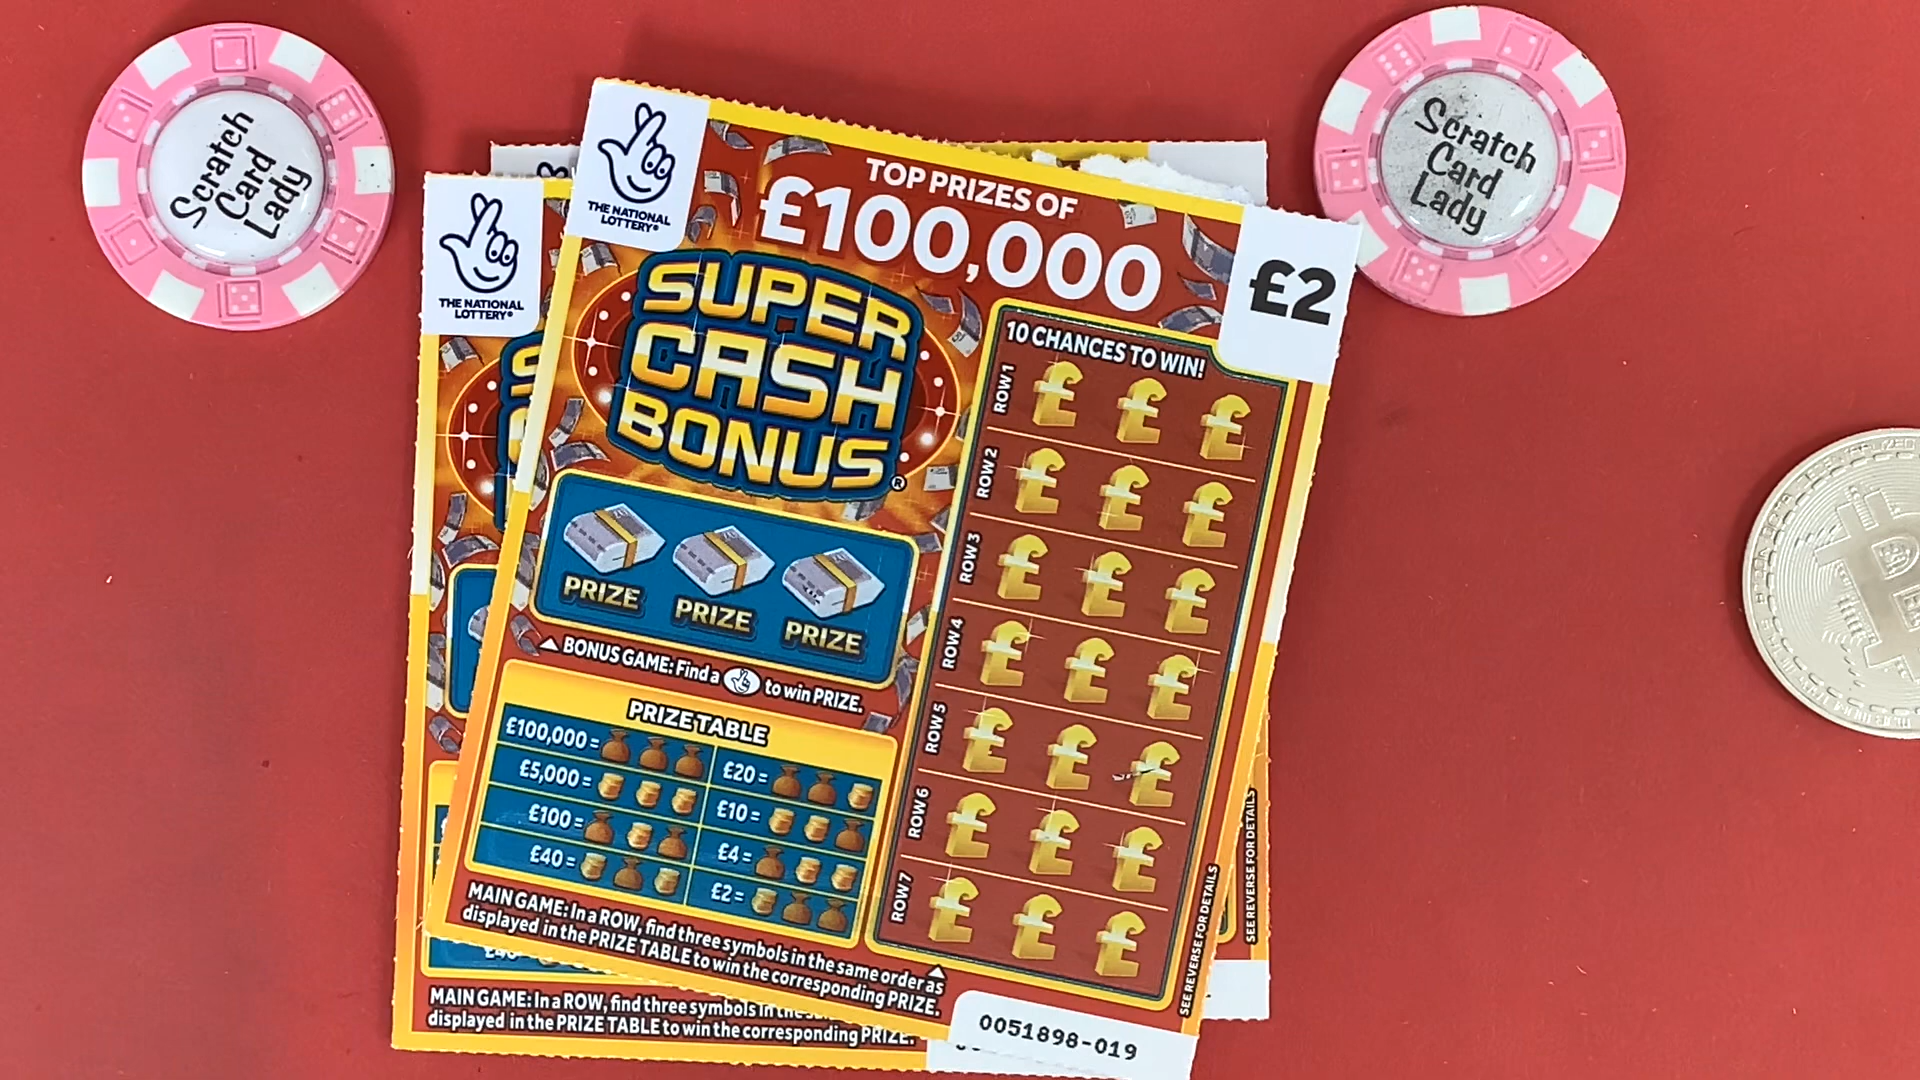 Scratch
Card
Lady
Scratch
Card
Lady
THE NATIONAL
LOTTERY®
THE NATIONAL
LOTTERY®
TOP PRIZES OF
£100,000
£2
SUPER
CASH
BONUS®
10 CHANCES TO WIN!
ROW 1
ROW 2
ROW 3
ROW 4
ROW 5
ROW 6
ROW 7
PRIZE PRIZE PRIZE
BONUS GAME: Find a to win PRIZE.
PRIZE TABLE
£100,000 =
£5,000 =
£100 =
£40 =
£20 =
£10 =
£4 =
£2 =
MAIN GAME: In a ROW, find three symbols in the same order as
displayed in the PRIZE TABLE to win the corresponding PRIZE.
SEE REVERSE FOR DETAILS
0051898-019
SEE REVERSE FOR DETAILS
£40
MAIN GAME: In a ROW, find three symbols in the
displayed in the PRIZE TABLE to win the corresponding PRIZE.